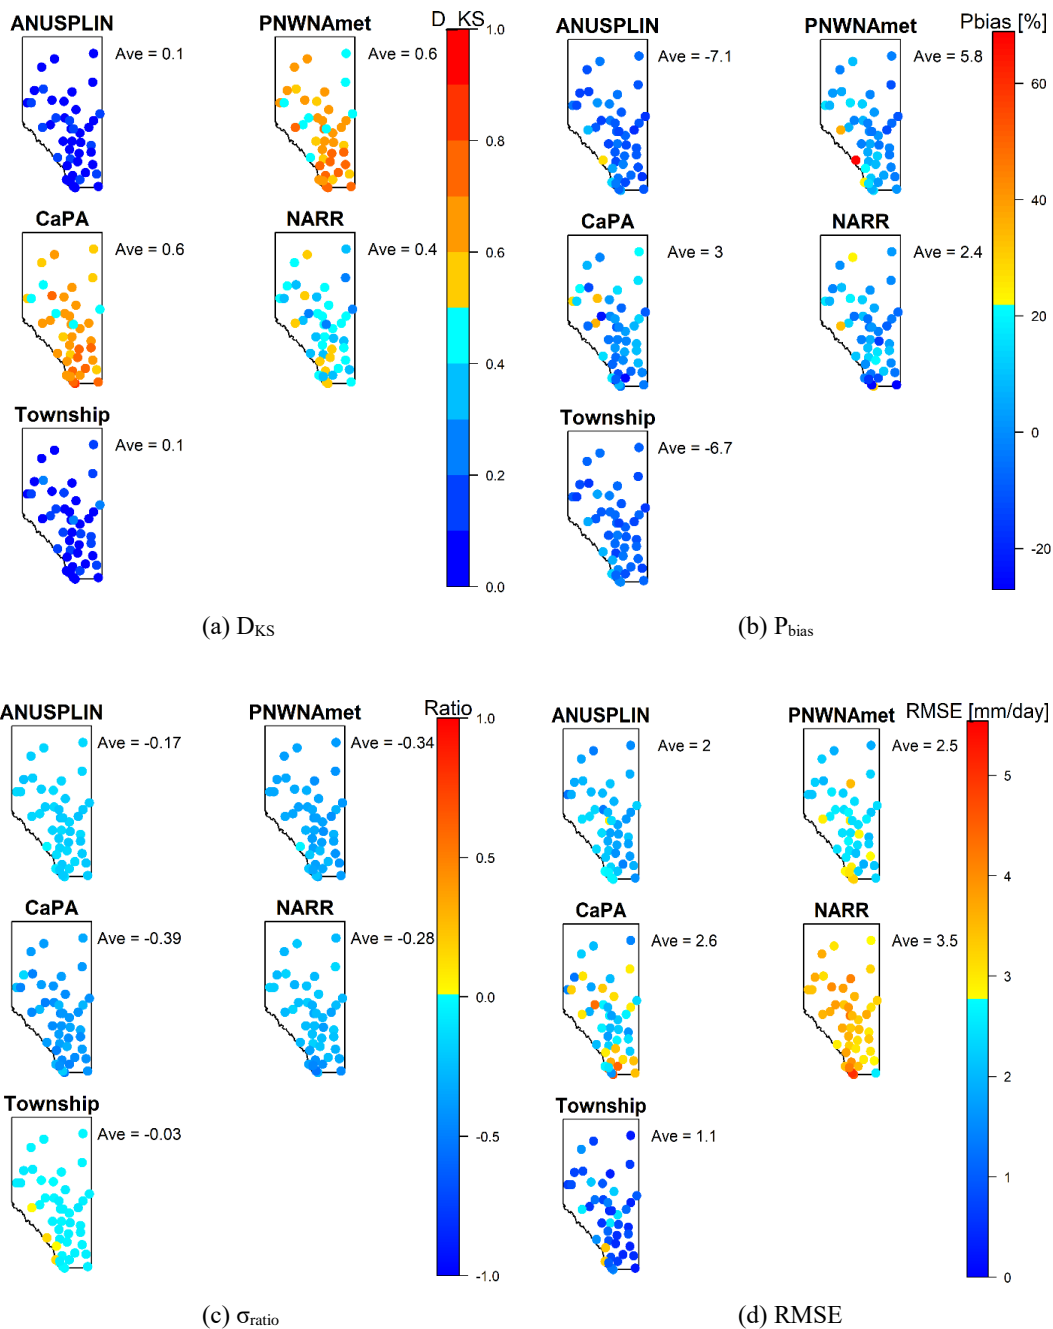 ANUSPLIN
Ave = 0.1
PNWNAmet
Ave = 0.6
D_KS
1.0
0.8
0.6
0.4
0.2
0.0
CaPA
Ave = 0.6
NARR
Ave = 0.4
Township
Ave = 0.1
(a) DKS
ANUSPLIN
Ave = -7.1
PNWNAmet
Ave = 5.8
Pbias [%]
60
40
20
0
-20
CaPA
Ave = 3
NARR
Ave = 2.4
Township
Ave = -6.7
(b) Pbias
ANUSPLIN
Ave = -0.17
PNWNAmet
Ave = -0.34
Ratio
1.0
0.5
0.0
-0.5
-1.0
CaPA
Ave = -0.39
NARR
Ave = -0.28
Township
Ave = -0.03
(c) σratio
ANUSPLIN
Ave = 2
PNWNAmet
Ave = 2.5
RMSE [mm/day]
5
4
3
2
1
0
CaPA
Ave = 2.6
NARR
Ave = 3.5
Township
Ave = 1.1
(d) RMSE